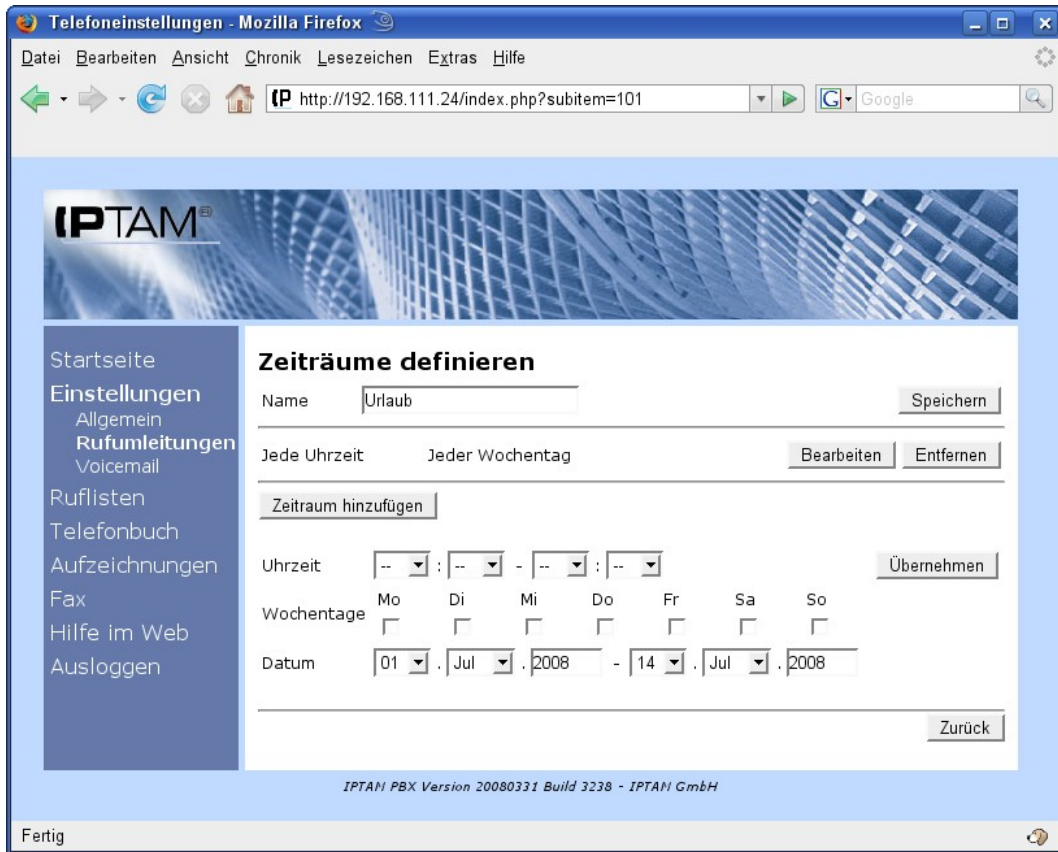 Telefoneinstellungen - Mozilla Firefox
Datei Bearbeiten Ansicht Chronik Lesezeichen Extras Hilfe
http://192.168.111.24/index.php?subitem=101 G Google
IPTAM®
Startseite
Einstellungen
Allgemein
Rufumleitungen
Voicemail
Ruflisten
Telefonbuch
Aufzeichnungen
Fax
Hilfe im Web
Ausloggen
Zeiträume definieren
Name Urlaub Speichern
Jede Uhrzeit Jeder Wochentag Bearbeiten Entfernen
Zeitraum hinzufügen
Uhrzeit -- : -- - -- : -- Übernehmen
Mo Di Mi Do Fr Sa So
Wochentage
Datum 01 . Jul . 2008 - 14 . Jul . 2008
Zurück
IPTAM PBX Version 20080331 Build 3238 - IPTAM GmbH
Fertig